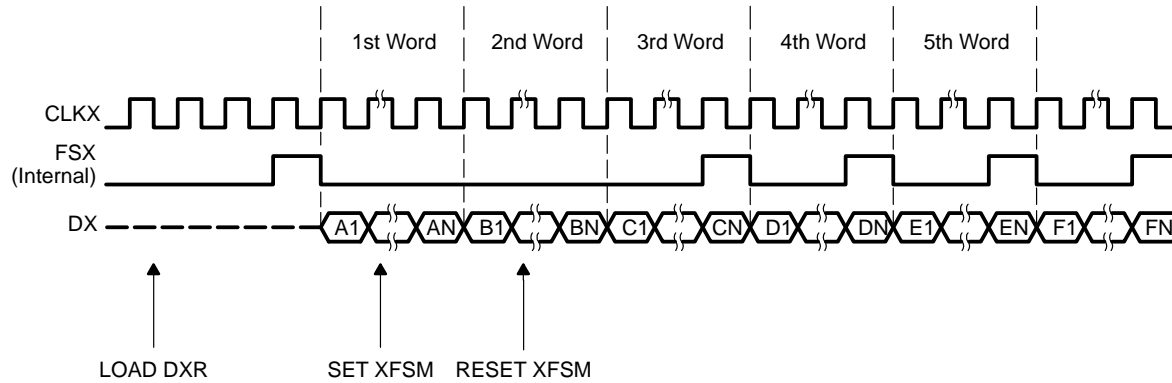 1st Word 2nd Word 3rd Word 4th Word 5th Word
CLKX
FSX
(Internal)
DX A1 AN B1 BN C1 CN D1 DN E1 EN F1 FN
LOAD DXR SET XFSM RESET XFSM